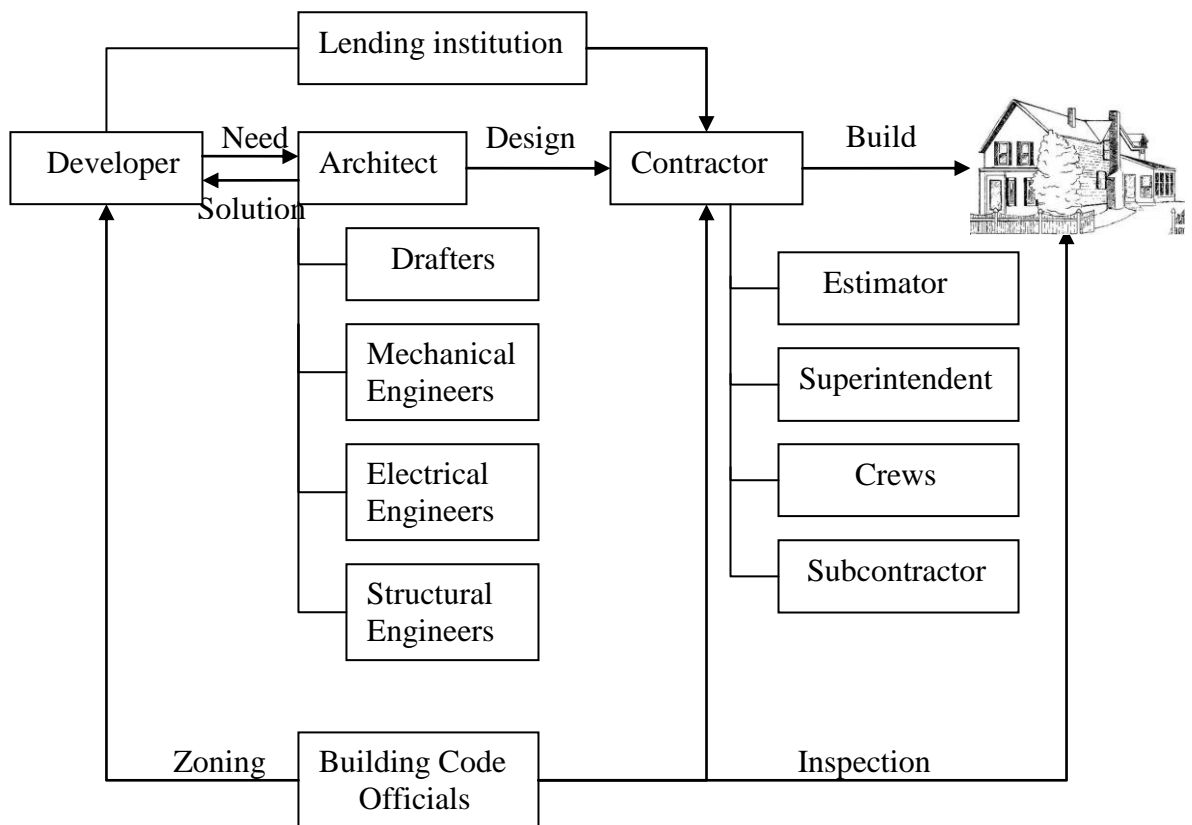 Lending institution
Need
Design
Build
Developer
Architect
Contractor
Solution
Drafters
Estimator
Mechanical
Engineers
Superintendent
Electrical
Engineers
Crews
Subcontractor
Structural
Engineers
Zoning
Building Code
Officials
Inspection